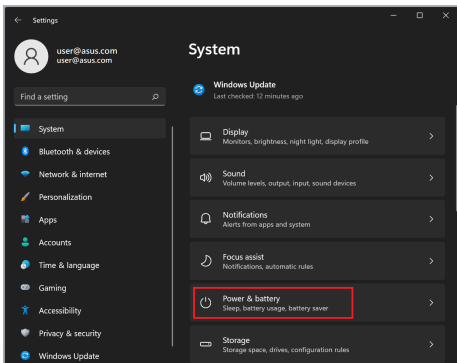 Settings
user@asus.com
user@asus.com
Find a setting
System
Bluetooth & devices
Network & internet
Personalization
Apps
Accounts
Time & language
Gaming
Accessibility
Privacy & security
Windows Update
System
Windows Update
Last checked: 12 minutes ago
Display
Monitors, brightness, night light, display profile
Sound
Volume levels, output, input, sound devices
Notifications
Alerts from apps and system
Focus assist
Notifications, automatic rules
Power & battery
Sleep, battery usage, battery saver
Storage
Storage space, drives, configuration rules